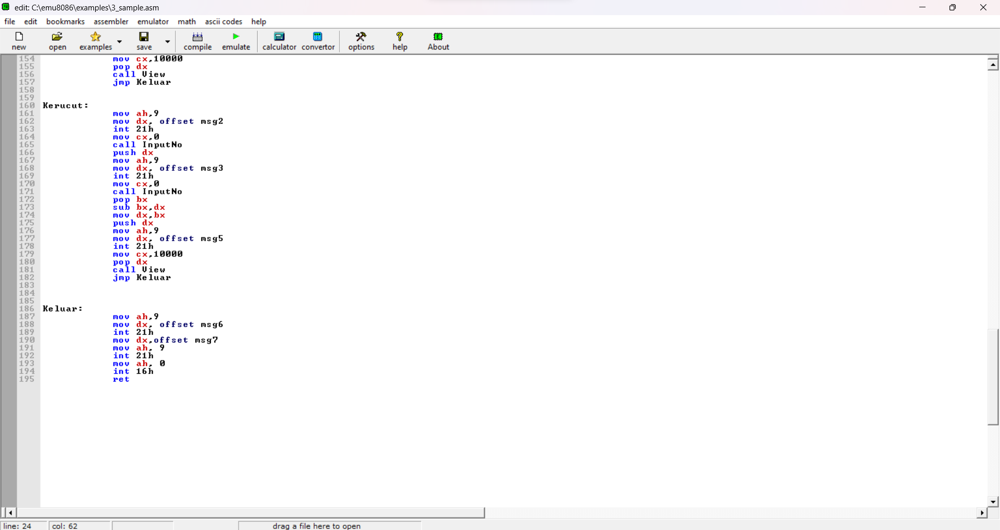 edit: C:\emu8086\examples\3_sample.asm
file edit bookmarks assembler emulator math ascii codes help
new open examples save compile emulate calculator convertor options help About
154 mov cx,10000
155 pop dx
156 call View
157 jmp Keluar
158
159
160 Kerucut:
161 mov ah,9
162 mov dx, offset msg2
163 int 21h
164 mov cx,0
165 call InputNo
166 push dx
167 mov ah,9
168 mov dx, offset msg3
169 int 21h
170 mov cx,0
171 call InputNo
172 pop bx
173 sub bx,dx
174 mov dx,bx
175 push dx
176 mov ah,9
177 mov dx, offset msg5
178 int 21h
179 mov cx,10000
180 pop dx
181 call View
182 jmp Keluar
183
184
185
186 Keluar:
187 mov ah,9
188 mov dx, offset msg6
189 int 21h
190 mov dx,offset msg7
191 mov ah, 9
192 int 21h
193 mov ah, 0
194 int 16h
195 ret
line: 24 col: 62 drag a file here to open